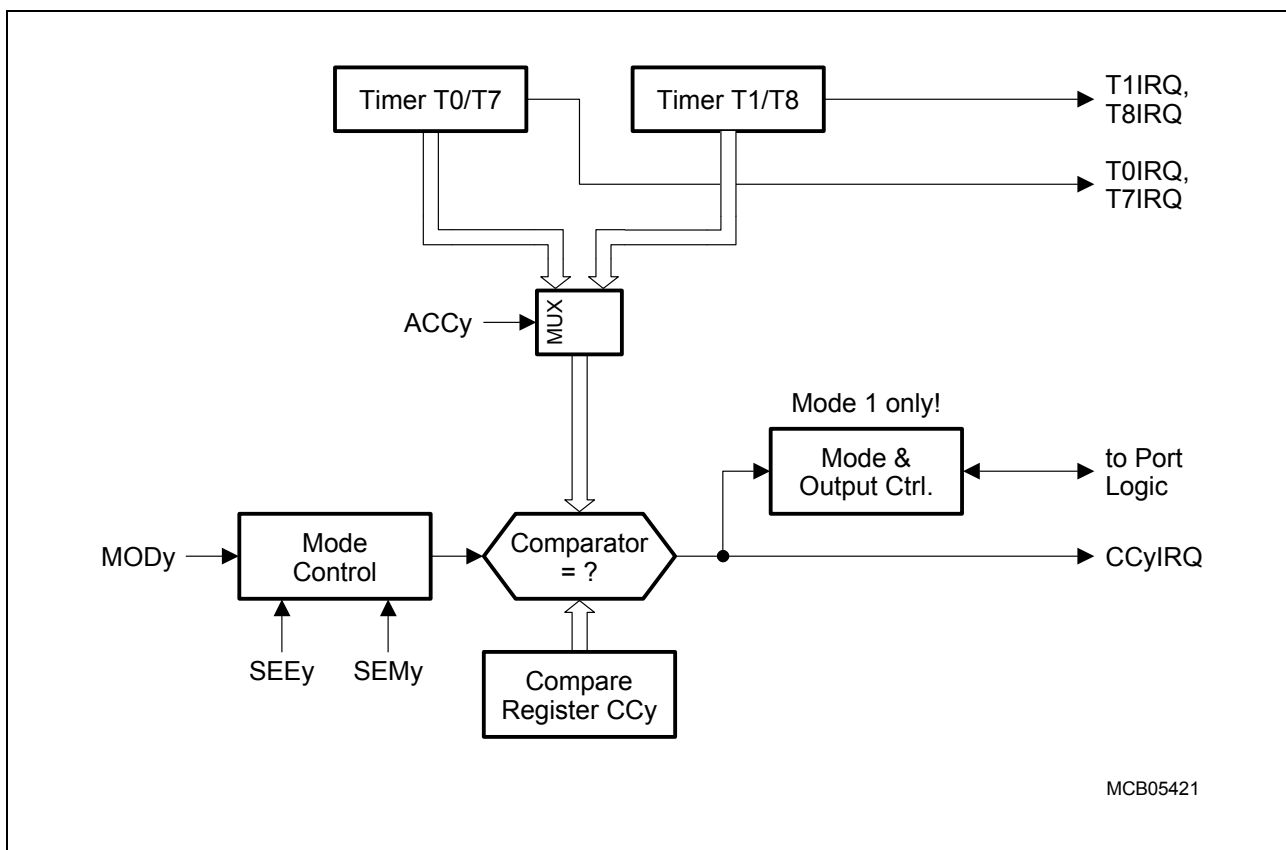 Timer T0/T7
Timer T1/T8
T1IRQ,
T8IRQ
T0IRQ,
T7IRQ
ACCy
MUX
Mode 1 only!
Mode &
Output Ctrl.
to Port
Logic
MODy
Mode
Control
Comparator
= ?
CCyIRQ
SEEy
SEMy
Compare
Register CCy
MCB05421